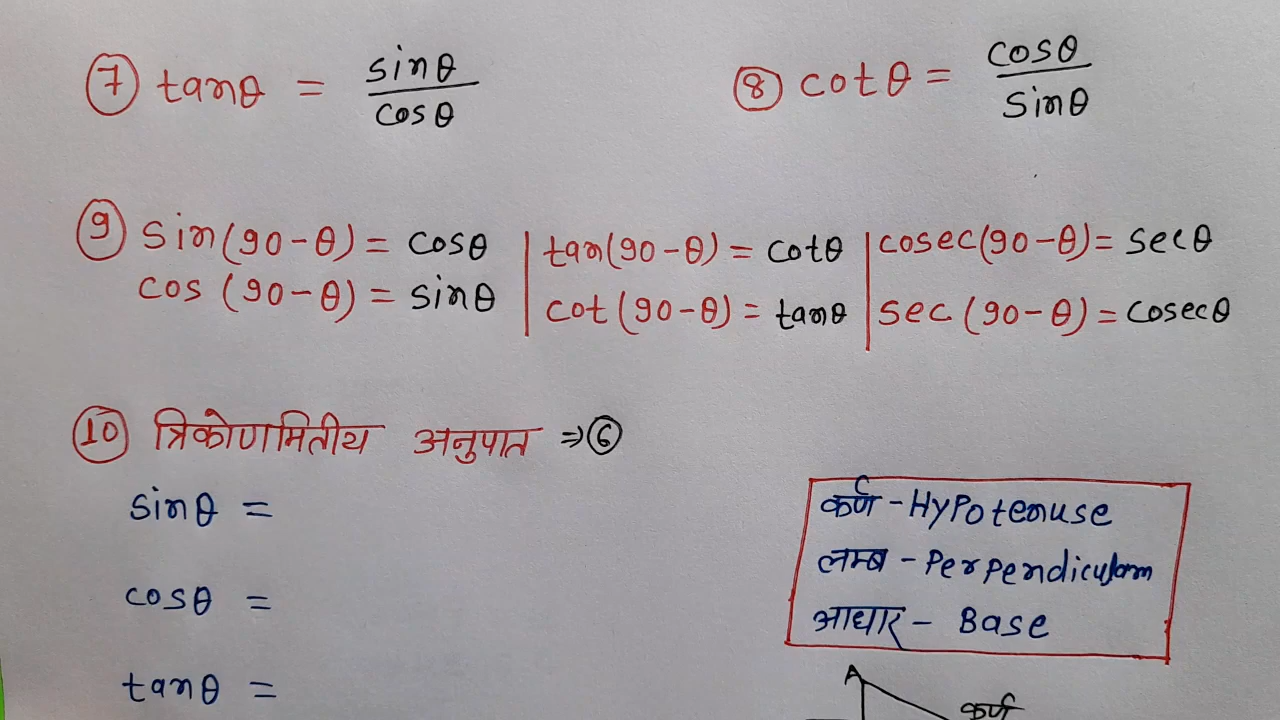 ⑦ tanθ = sinθ/cosθ
⑧ cotθ = cosθ/sinθ
⑨ sin(90-θ) = cosθ | tan(90-θ) = cotθ | cosec(90-θ) = secθ
cos (90-θ) = sinθ | cot (90-θ) = tanθ | sec (90-θ) = cosecθ
⑩ त्रिकोणमितीय अनुपात ⇒ ⑥
sinθ =
cosθ =
tanθ =
कर्ण - Hypotenuse
लम्ब -
आधार - Base
A
कर्ण